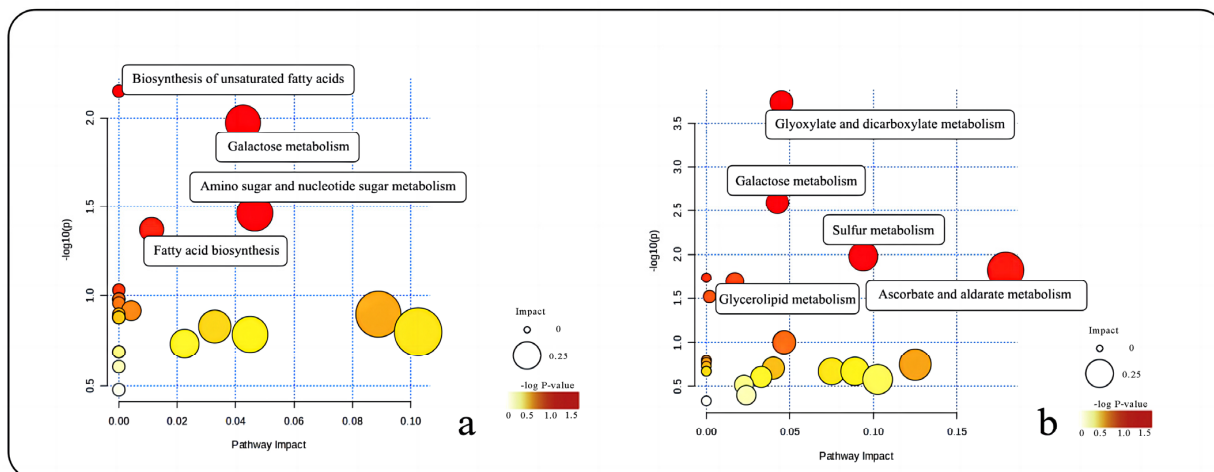 Biosynthesis of unsaturated fatty acids
Galactose metabolism
Amino sugar and nucleotide sugar metabolism
Fatty acid biosynthesis
-log10(p)
2.0
1.5
1.0
0.5
0.00
0.02
0.04
0.06
0.08
0.10
Pathway Impact
Impact
0
0.25
-log P-value
0 0.5 1.0 1.5
a
Glyoxylate and dicarboxylate metabolism
Galactose metabolism
Sulfur metabolism
Glycerolipid metabolism
Ascorbate and aldarate metabolism
-log10(p)
3.5
3.0
2.5
2.0
1.5
1.0
0.5
0.00
0.05
0.10
0.15
Pathway Impact
Impact
0
0.25
-log P-value
0 0.5 1.0 1.5
b